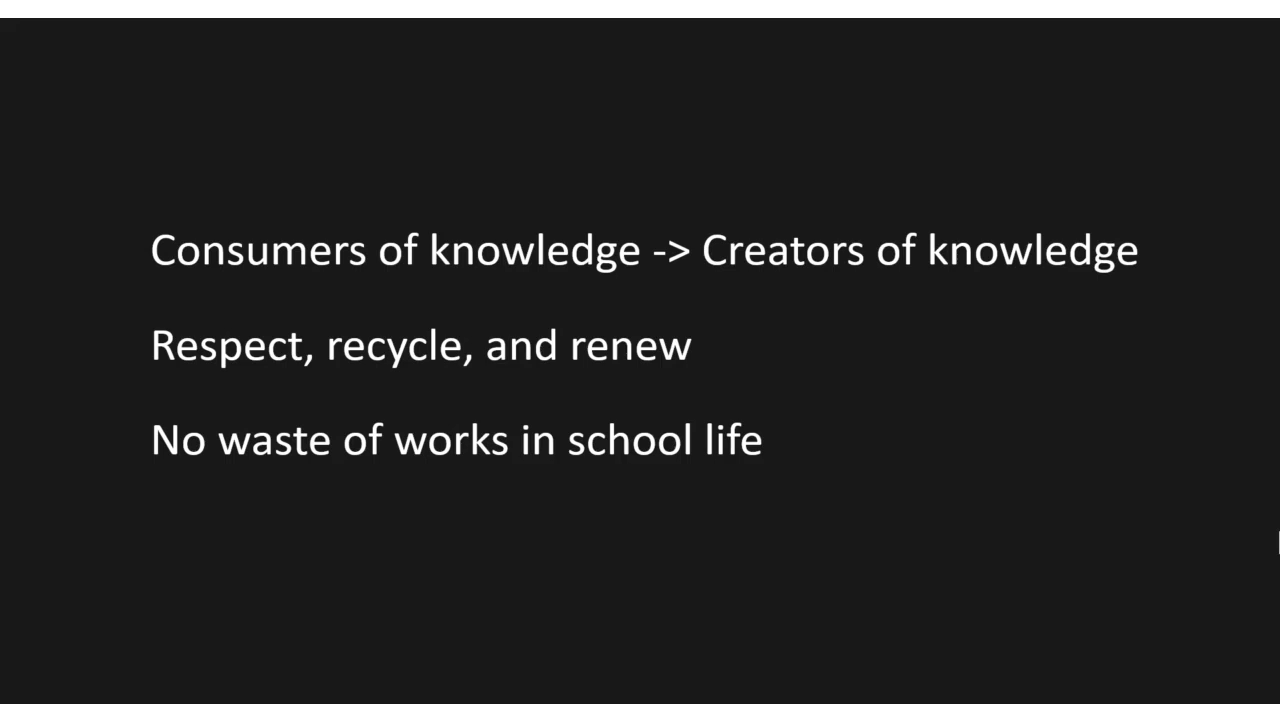 Consumers of knowledge -> Creators of knowledge
Respect, recycle, and renew
No waste of works in school life